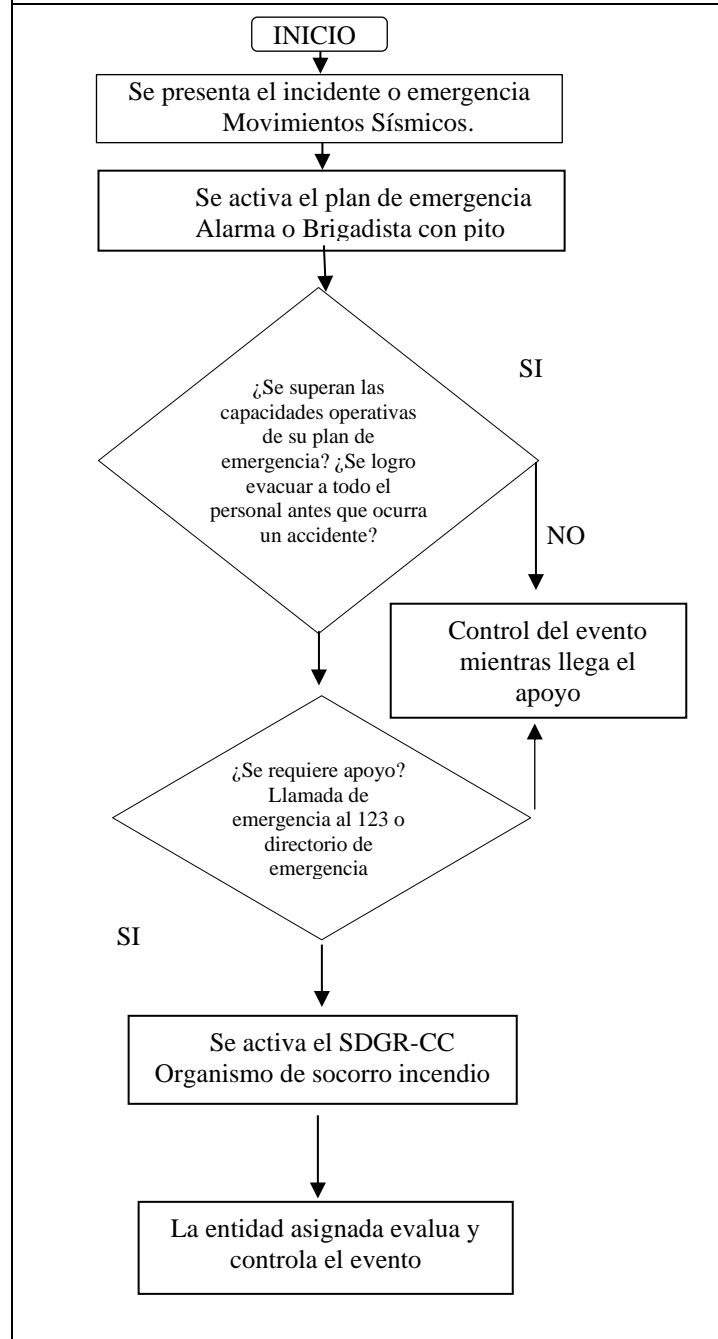 INICIO
Se presenta el incidente o emergencia
Movimientos Sísmicos.
Se activa el plan de emergencia
Alarma o Brigadista con pito
SI
¿Se superan las
capacidades operativas
de su plan de
emergencia? ¿Se logro
evacuar a todo el
personal antes que ocurra
un accidente?
NO
Control del evento
mientras llega el
apoyo
¿Se requiere apoyo?
Llamada de
emergencia al 123 o
directorio de
emergencia
SI
Se activa el SDGR-CC
Organismo de socorro incendio
La entidad asignada evalua y
controla el evento